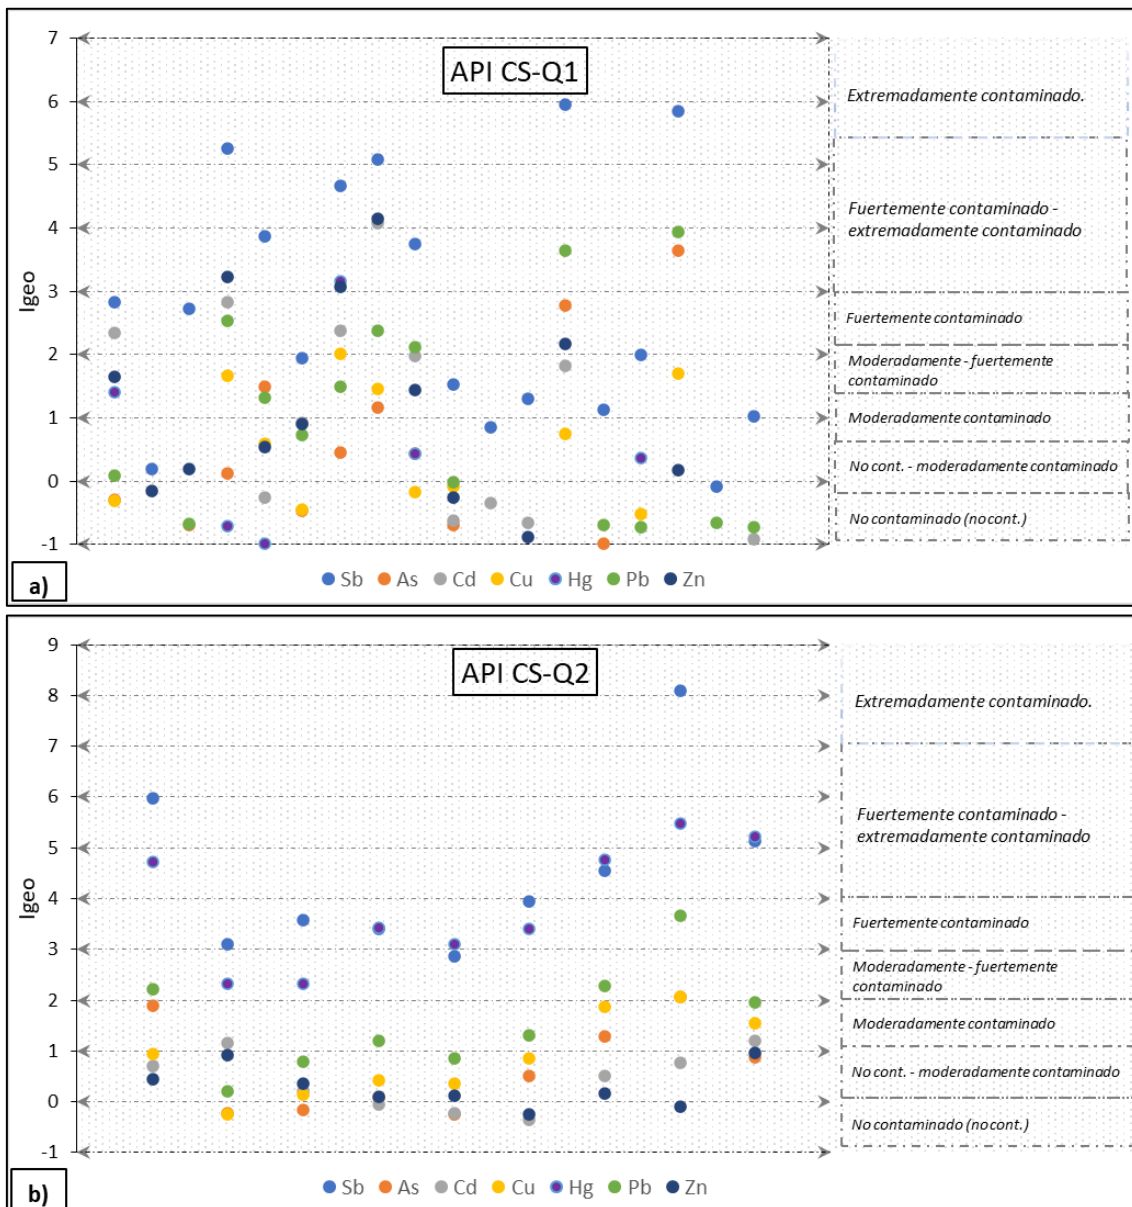 API CS-Q1
7
6
5
4
3
2
1
0
-1
Igeo
Extremadamente contaminado.
Fuertemente contaminado -
extremadamente contaminado
Fuertemente contaminado
Moderadamente - fuertemente
contaminado
Moderadamente contaminado
No cont. - moderadamente contaminado
No contaminado (no cont.)
Sb As Cd Cu Hg Pb Zn
a)
API CS-Q2
9
8
7
6
5
4
3
2
1
0
-1
Igeo
Extremadamente contaminado.
Fuertemente contaminado -
extremadamente contaminado
Fuertemente contaminado
Moderadamente - fuertemente
contaminado
Moderadamente contaminado
No cont. - moderadamente contaminado
No contaminado (no cont.)
Sb As Cd Cu Hg Pb Zn
b)